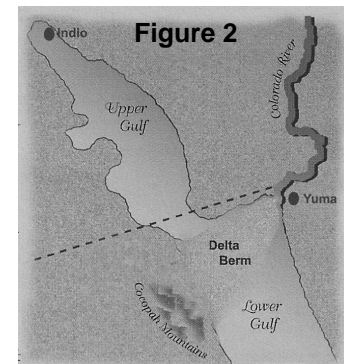 Figure 2
Indio
Colorado River
Upper
Gulf
Yuma
Delta
Berm
Cocopah Mountains
Lower
Gulf